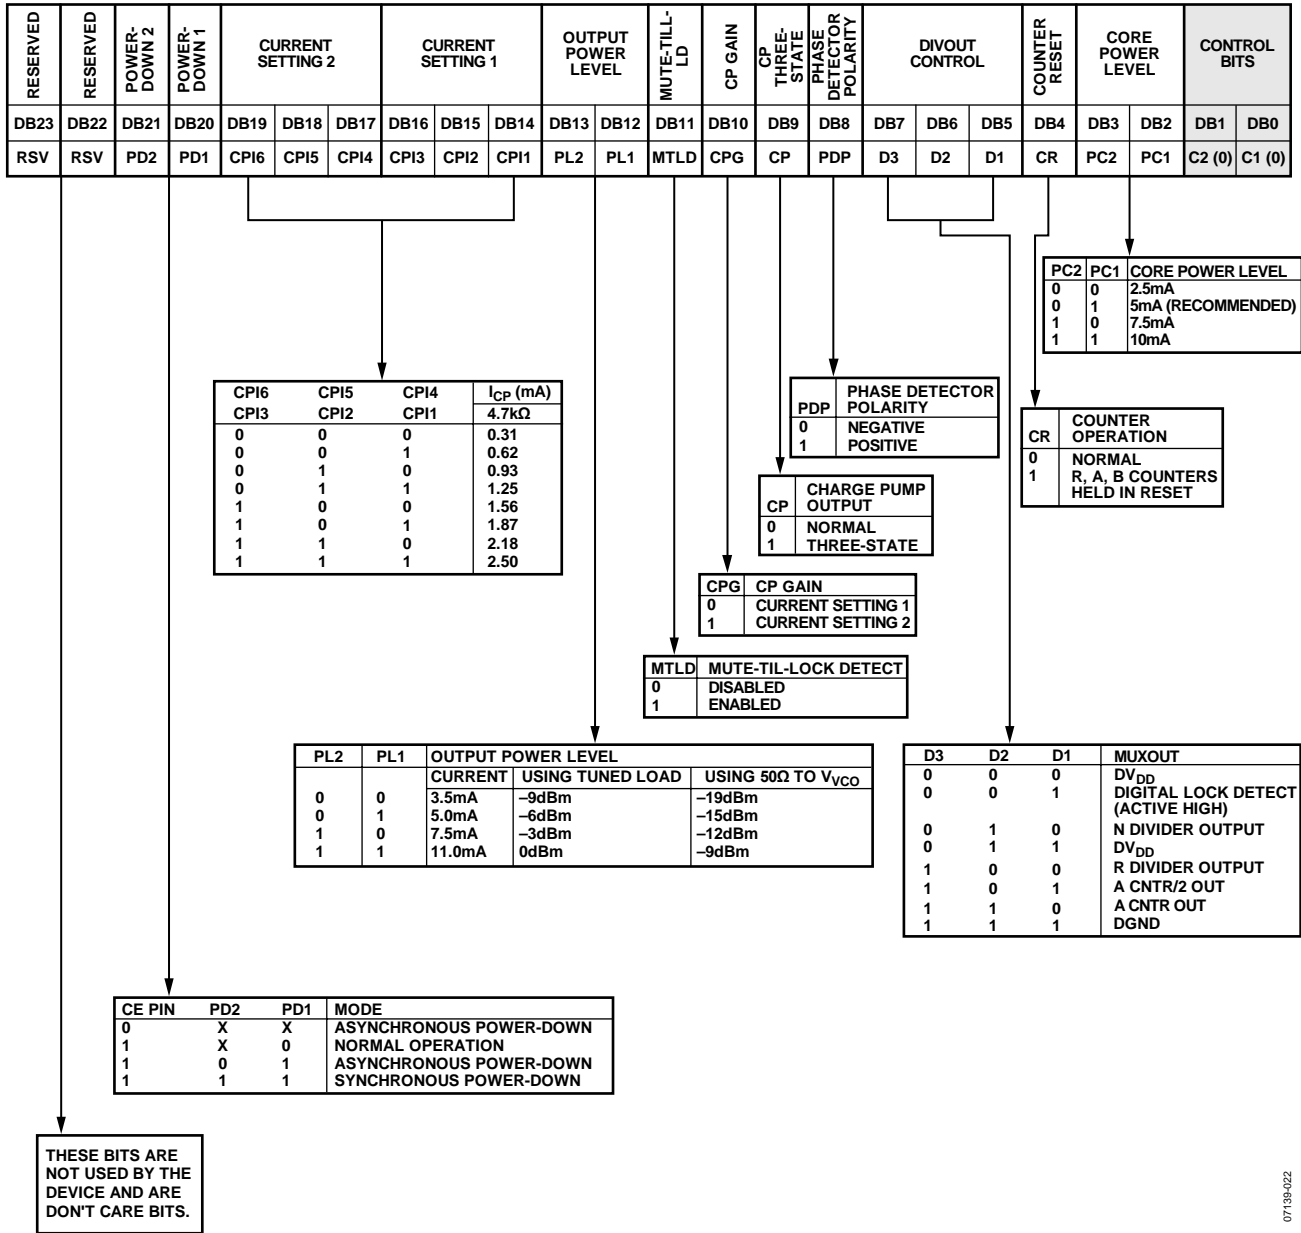 RESERVED
RESERVED
POWER-
DOWN 2
POWER-
DOWN 1
CURRENT
SETTING 2
CURRENT
SETTING 1
OUTPUT
POWER
LEVEL
MUTE-TILL-
LD
CP GAIN
CP
THREE-
STATE
PHASE
DETECTOR
POLARITY
DIVOUT
CONTROL
COUNTER
RESET
CORE
POWER
LEVEL
CONTROL
BITS
DB23 DB22 DB21 DB20 DB19 DB18 DB17 DB16 DB15 DB14 DB13 DB12 DB11 DB10 DB9 DB8 DB7 DB6 DB5 DB4 DB3 DB2 DB1 DB0
RSV RSV PD2 PD1 CPI6 CPI5 CPI4 CPI3 CPI2 CPI1 PL2 PL1 MTLD CPG CP PDP D3 D2 D1 CR PC2 PC1 C2 (0) C1 (0)
PC2 PC1 CORE POWER LEVEL
0 0 2.5mA
0 1 5mA (RECOMMENDED)
1 0 7.5mA
1 1 10mA
CPI6 CPI5 CPI4 ICP (mA)
CPI3 CPI2 CPI1 4.7kΩ
0 0 0 0.31
0 0 1 0.62
0 1 0 0.93
0 1 1 1.25
1 0 0 1.56
1 0 1 1.87
1 1 0 2.18
1 1 1 2.50
PHASE DETECTOR
PDP POLARITY
0 NEGATIVE
1 POSITIVE
COUNTER
CR OPERATION
0 NORMAL
1 R, A, B COUNTERS
HELD IN RESET
CHARGE PUMP
CP OUTPUT
0 NORMAL
1 THREE-STATE
CPG CP GAIN
0 CURRENT SETTING 1
1 CURRENT SETTING 2
MTLD MUTE-TIL-LOCK DETECT
0 DISABLED
1 ENABLED
PL2 PL1 OUTPUT POWER LEVEL
CURRENT USING TUNED LOAD USING 50Ω TO VVCO
0 0 3.5mA –9dBm –19dBm
0 1 5.0mA –6dBm –15dBm
1 0 7.5mA –3dBm –12dBm
1 1 11.0mA 0dBm –9dBm
D3 D2 D1 MUXOUT
0 0 0 DVDD
0 0 1 DIGITAL LOCK DETECT
(ACTIVE HIGH)
0 1 0 N DIVIDER OUTPUT
0 1 1 DVDD
1 0 0 R DIVIDER OUTPUT
1 0 1 A CNTR/2 OUT
1 1 0 A CNTR OUT
1 1 1 DGND
CE PIN PD2 PD1 MODE
0 X X ASYNCHRONOUS POWER-DOWN
1 X 0 NORMAL OPERATION
1 0 1 ASYNCHRONOUS POWER-DOWN
1 1 1 SYNCHRONOUS POWER-DOWN
THESE BITS ARE
NOT USED BY THE
DEVICE AND ARE
DON'T CARE BITS.
07139-022